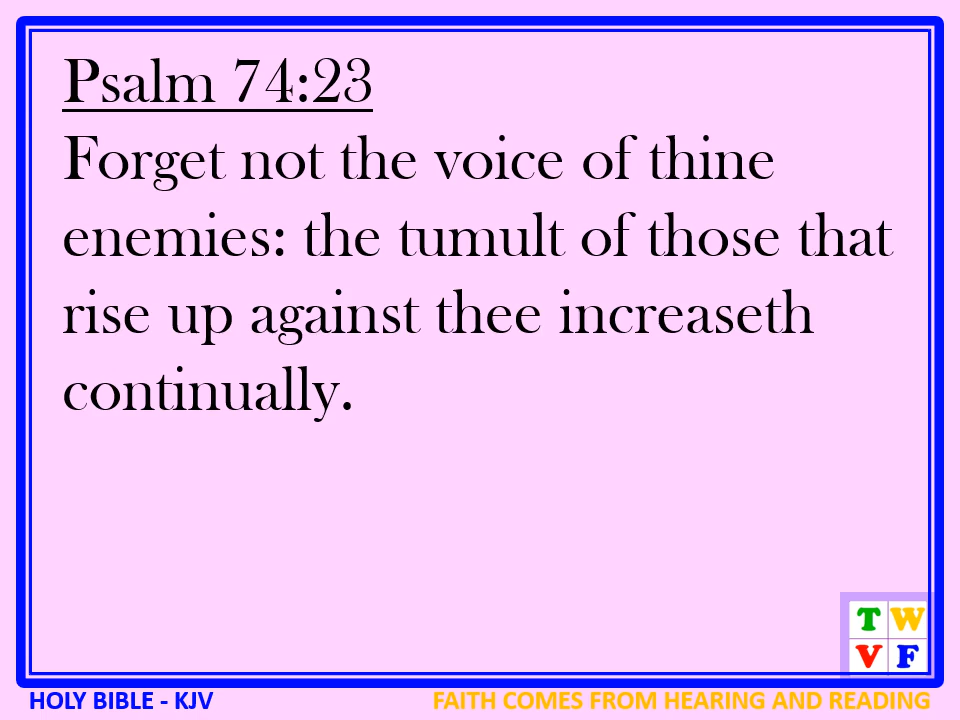 Psalm 74:23
Forget not the voice of thine
enemies: the tumult of those that
rise up against thee increaseth
continually.
T W
V F
HOLY BIBLE - KJV
FAITH COMES FROM HEARING AND READING